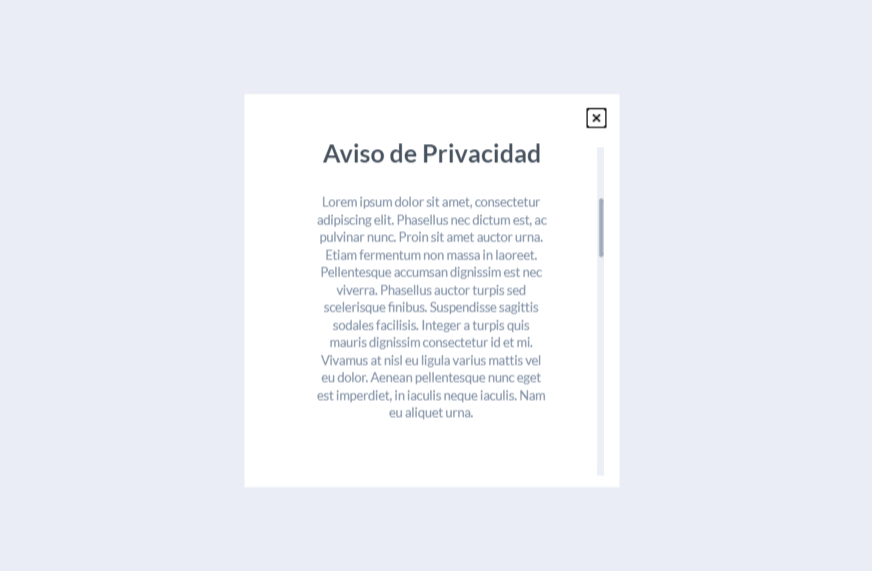 Aviso de Privacidad
Lorem ipsum dolor sit amet, consectetur
adipiscing elit. Phasellus nec dictum est, ac
pulvinar nunc. Proin sit amet auctor urna.
Etiam fermentum non massa in laoreet.
Pellentesque accumsan dignissim est nec
viverra. Phasellus auctor turpis sed
scelerisque finibus. Suspendisse sagittis
sodales facilisis. Integer a turpis quis
mauris dignissim consectetur id et mi.
Vivamus at nisl eu ligula varius mattis vel
eu dolor. Aenean pellentesque nunc eget
est imperdiet, in iaculis neque iaculis. Nam
eu aliquet urna.